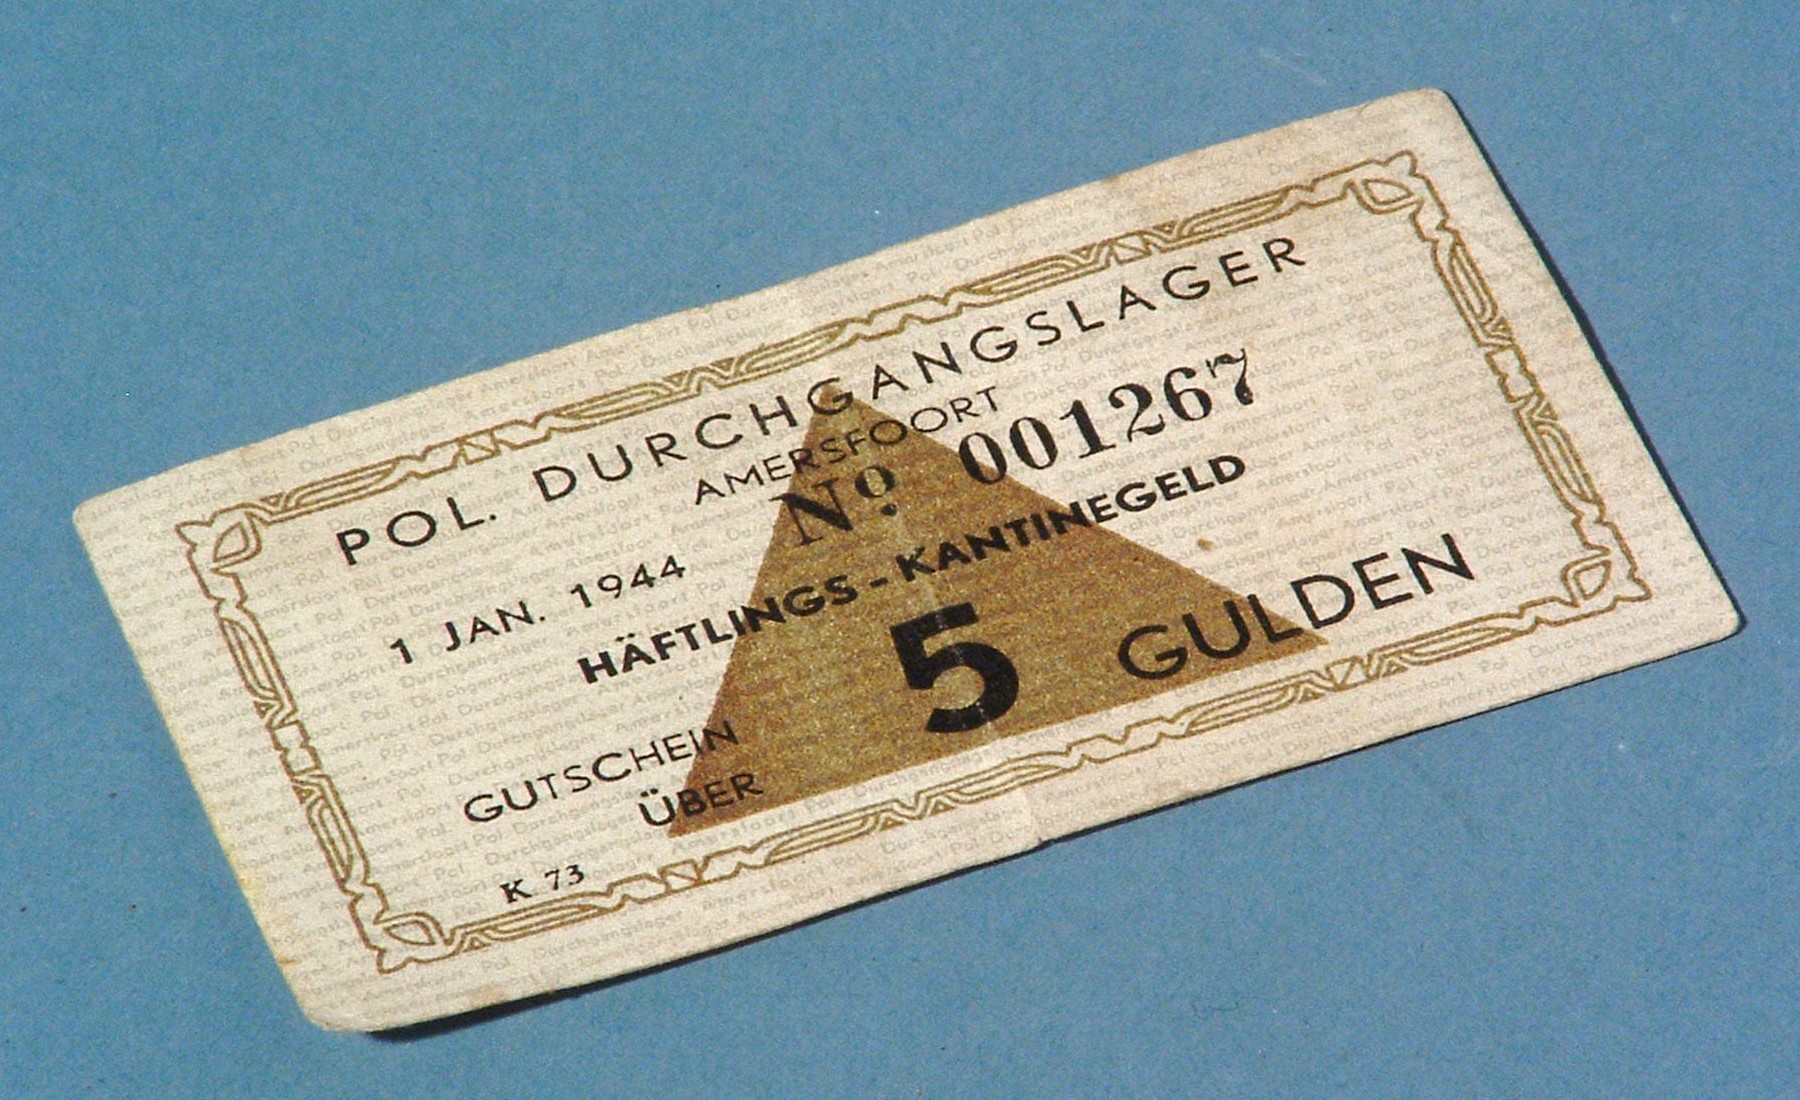 POL. DURCHGANGSLAGER
AMERSFOORT
1 JAN. 1944
Nº 001267
HÄFTLINGS-KANTINEGELD
GUTSCHEIN
ÜBER
5 GULDEN
K 73